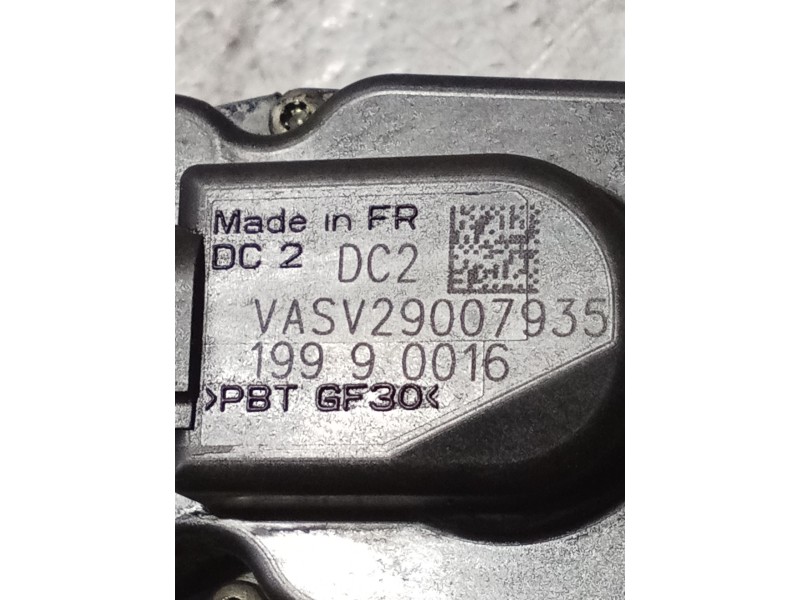 Made in FR
DC 2 DC2
VASV29007935
199 9 0016
>PBT GF30<